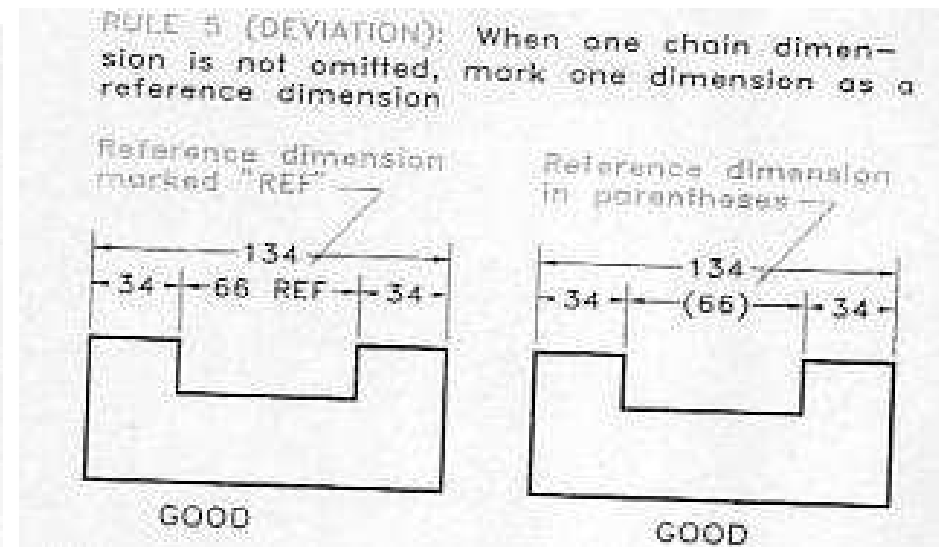 RULE 5 (DEVIATION): When one chain dimen-
sion is not omitted, mark one dimension as a
reference dimension
Reference dimension
marked "REF"
134
34 66 REF 34
GOOD
Reference dimension
in parentheses
134
34 (66) 34
GOOD